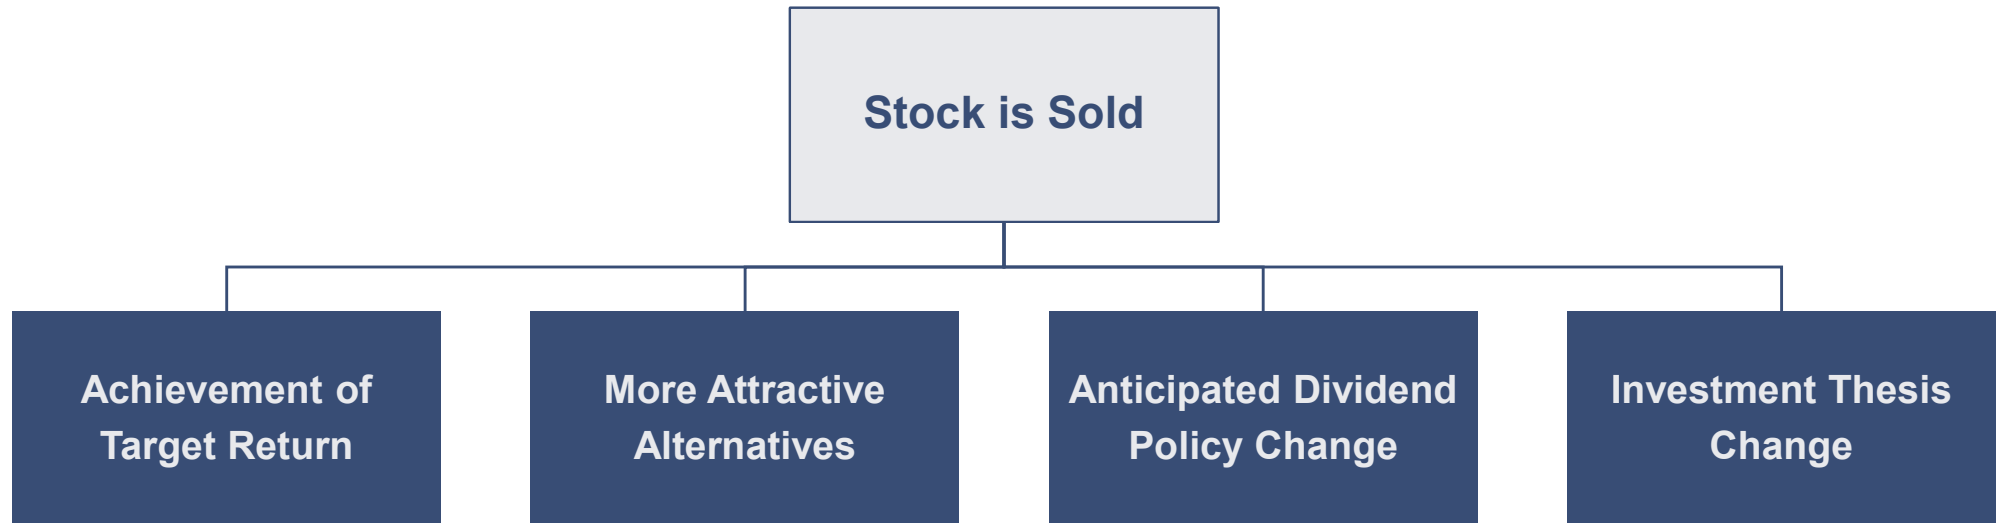 Stock is Sold
Achievement of
Target Return
More Attractive
Alternatives
Anticipated Dividend
Policy Change
Investment Thesis
Change